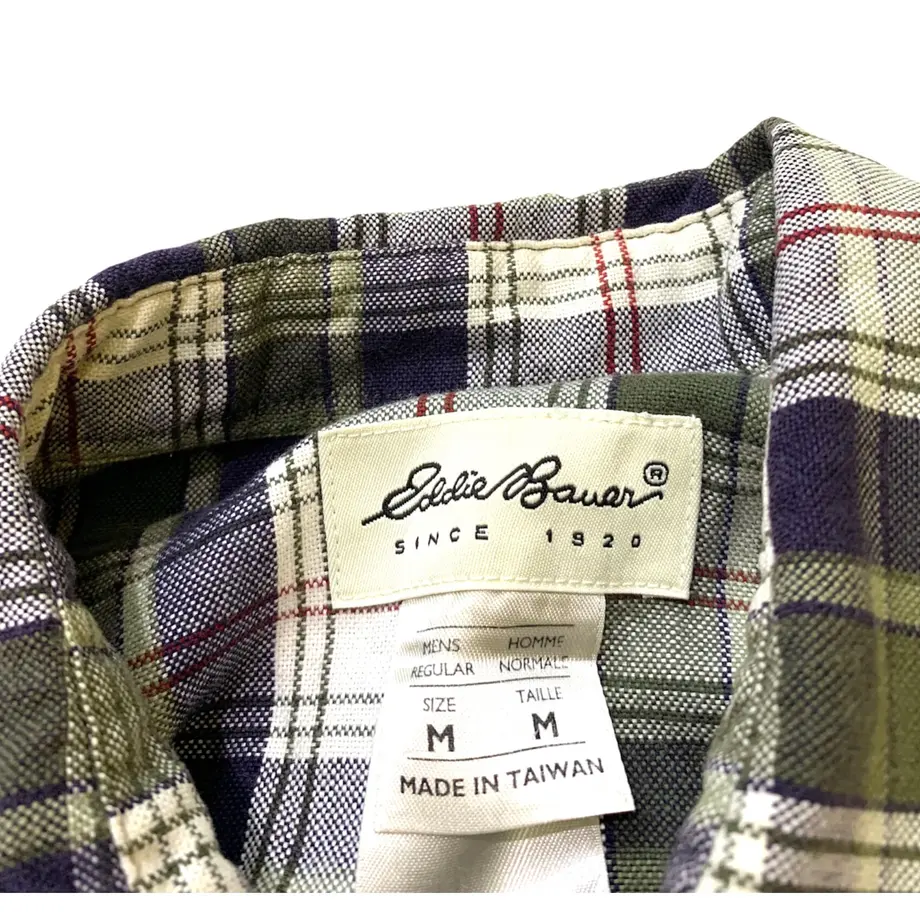 Eddie Bauer®
SINCE 1920
MENS HOMME
REGULAR NORMALE
SIZE TAILLE
M M
MADE IN TAIWAN